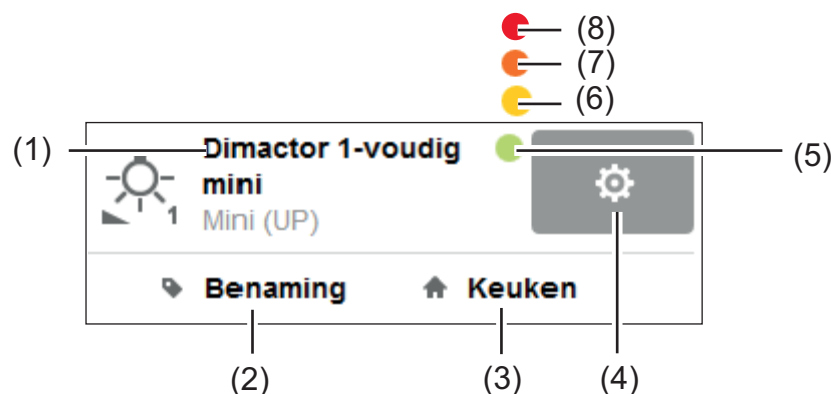 (8)
(7)
(6)
(1)
Dimactor 1-voudig
(5)
mini
1
Mini (UP)
Benaming
Keuken
(2)
(3)
(4)